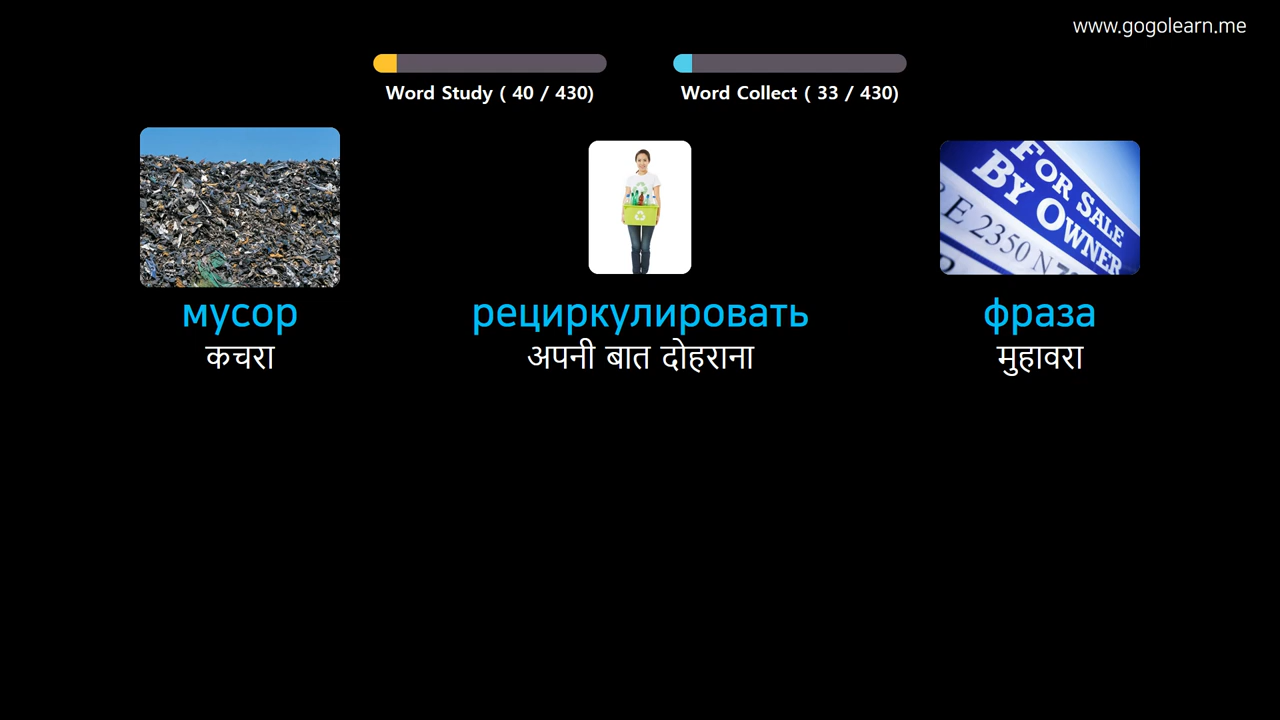 www.gogolearn.me
Word Study ( 40 / 430)
Word Collect ( 33 / 430)
FOR SALE
BY OWNER
E 2350 N
мусор
рециркулировать
фраза
कचरा
अपनी बात दोहराना
मुहावरा